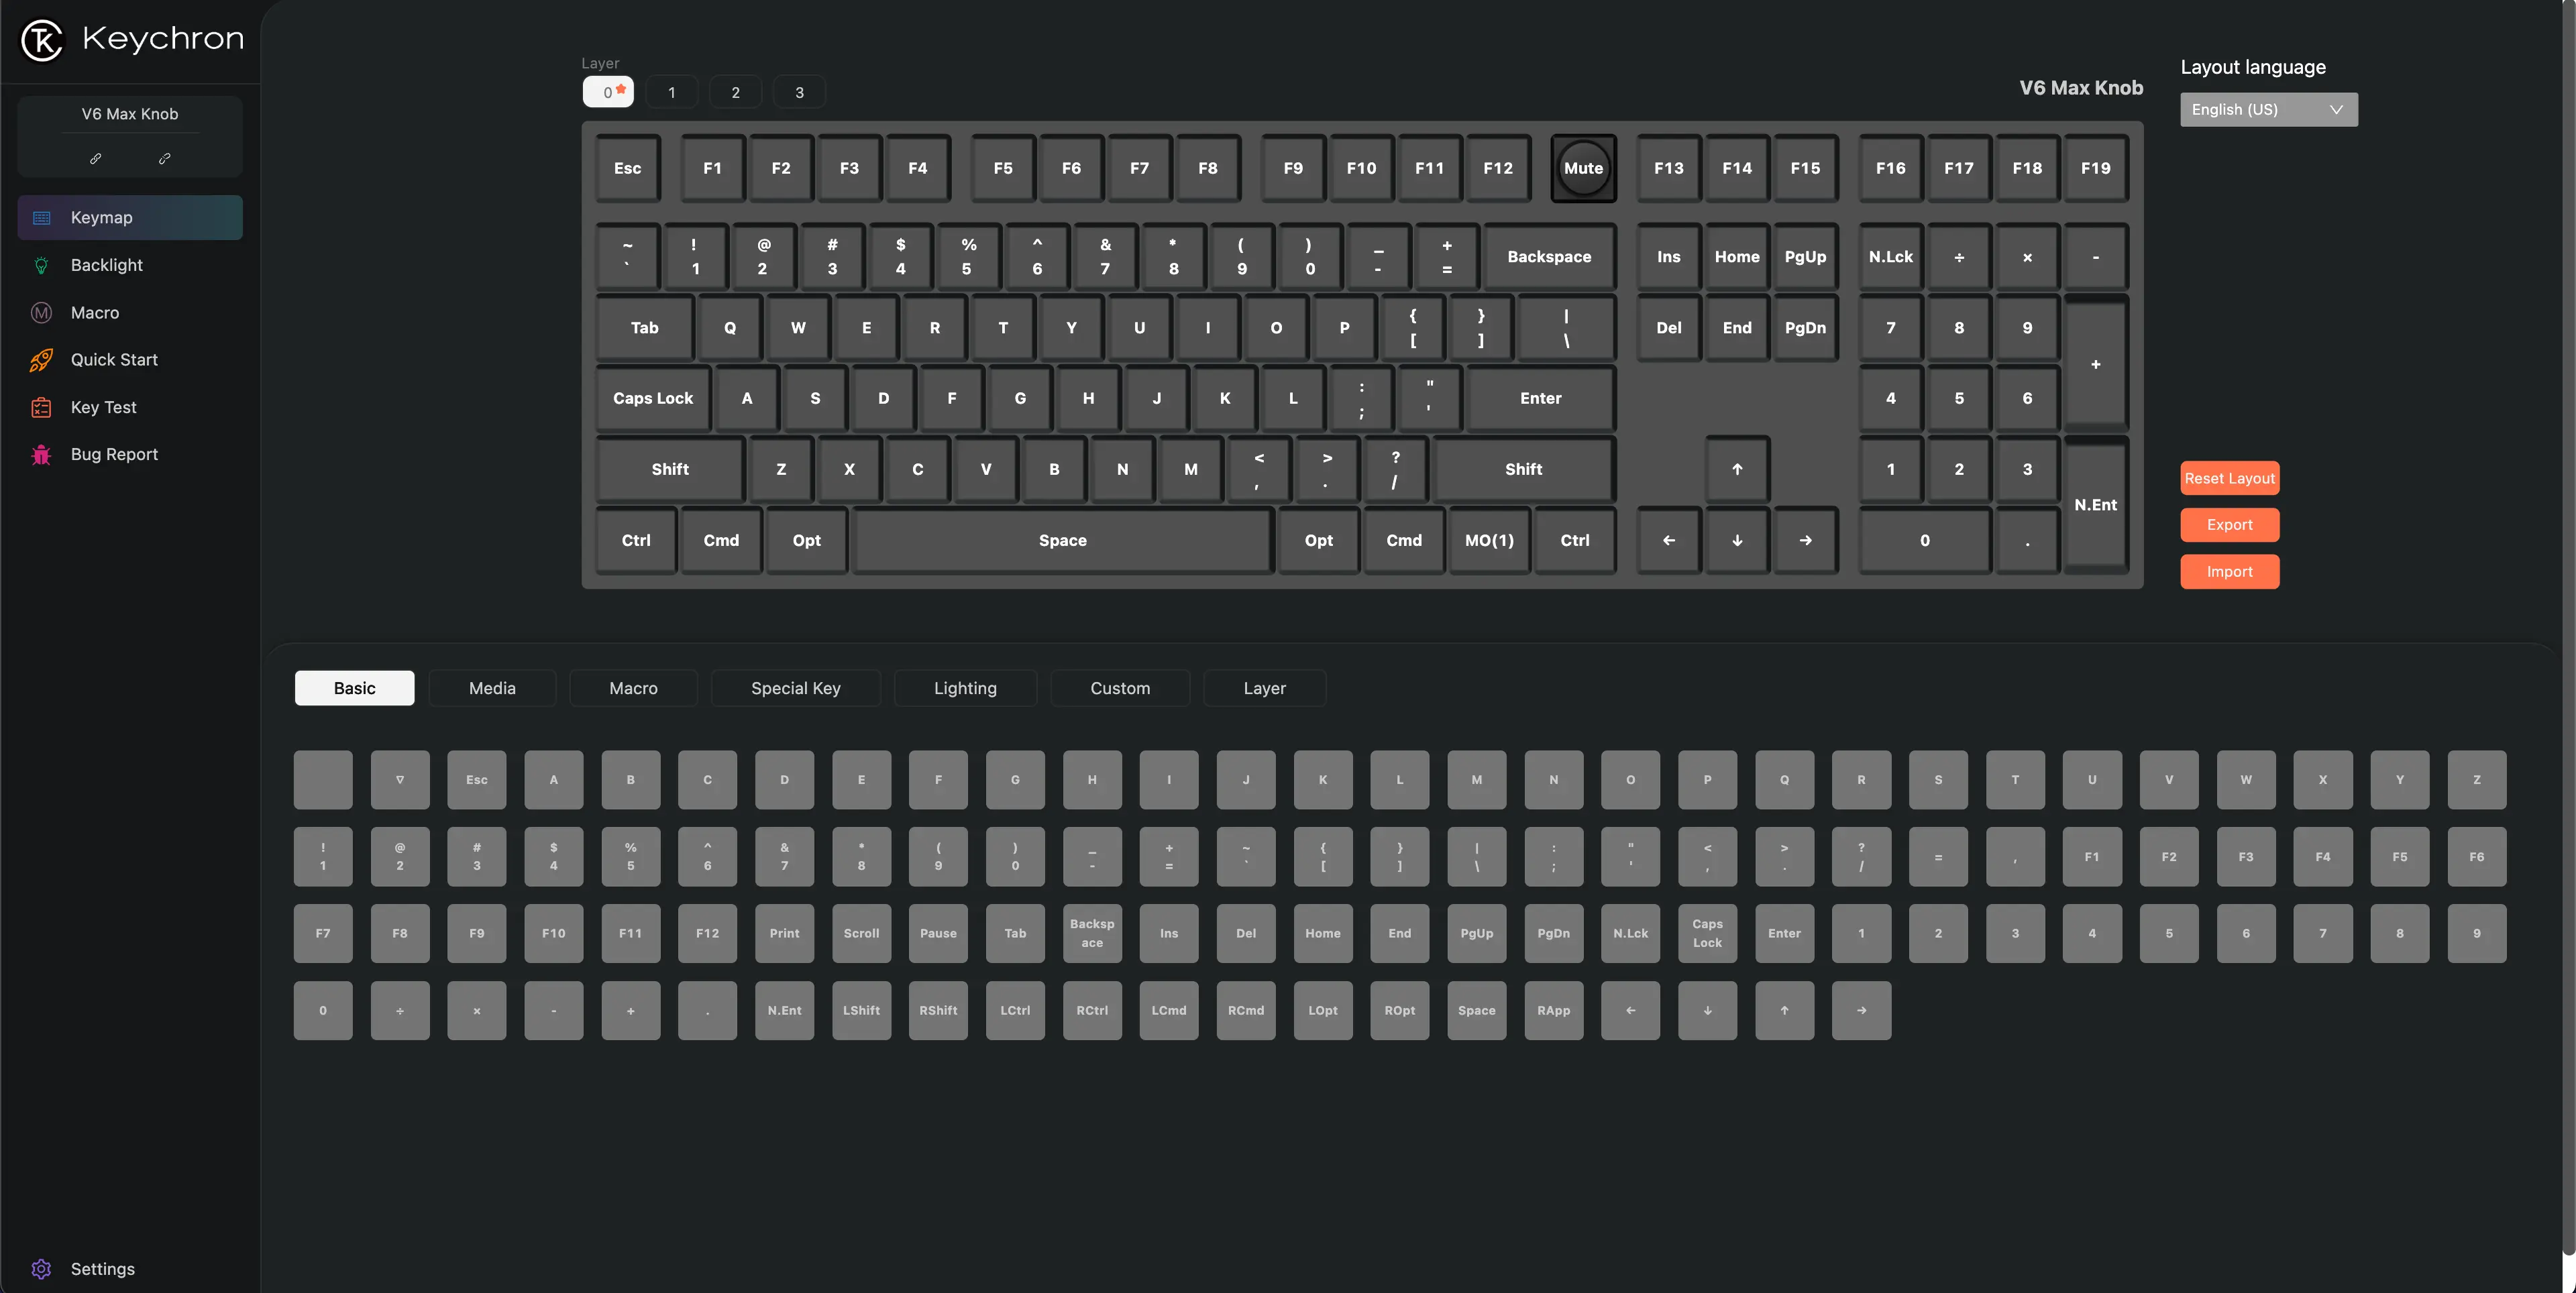 Keychron
V6 Max Knob
Keymap
Backlight
Macro
Quick Start
Key Test
Bug Report
Settings
Layer
0 1 2 3
V6 Max Knob
Layout language
English (US)
Esc F1 F2 F3 F4 F5 F6 F7 F8 F9 F10 F11 F12 Mute F13 F14 F15 F16 F17 F18 F19
~ ! @ # $ % ^ & * ( ) _ +
` 1 2 3 4 5 6 7 8 9 0 - = Backspace Ins Home PgUp N.Lck ÷ × -
Tab Q W E R T Y U I O P { [ } ] | \ Del End PgDn 7 8 9 +
Caps Lock A S D F G H J K L : ; " ' Enter 4 5 6
Shift Z X C V B N M < , > . ? / Shift ↑ 1 2 3 N.Ent
Ctrl Cmd Opt Space Opt Cmd MO(1) Ctrl ← ↓ → 0 .
Reset Layout
Export
Import
Basic Media Macro Special Key Lighting Custom Layer
▽ Esc A B C D E F G H I J K L M N O P Q R S T U V W X Y Z
! @ # $ % ^ & * ( ) _ + ~ { } | : " < > ?
1 2 3 4 5 6 7 8 9 0 - = ` [ ] \ ; ' , . / = , F1 F2 F3 F4 F5 F6
F7 F8 F9 F10 F11 F12 Print Scroll Pause Tab Backsp
ace Ins Del Home End PgUp PgDn N.Lck Caps
Lock Enter 1 2 3 4 5 6 7 8 9
0 ÷ × - + . N.Ent LShift RShift LCtrl RCtrl LCmd RCmd LOpt ROpt Space RApp ← ↓ ↑ →